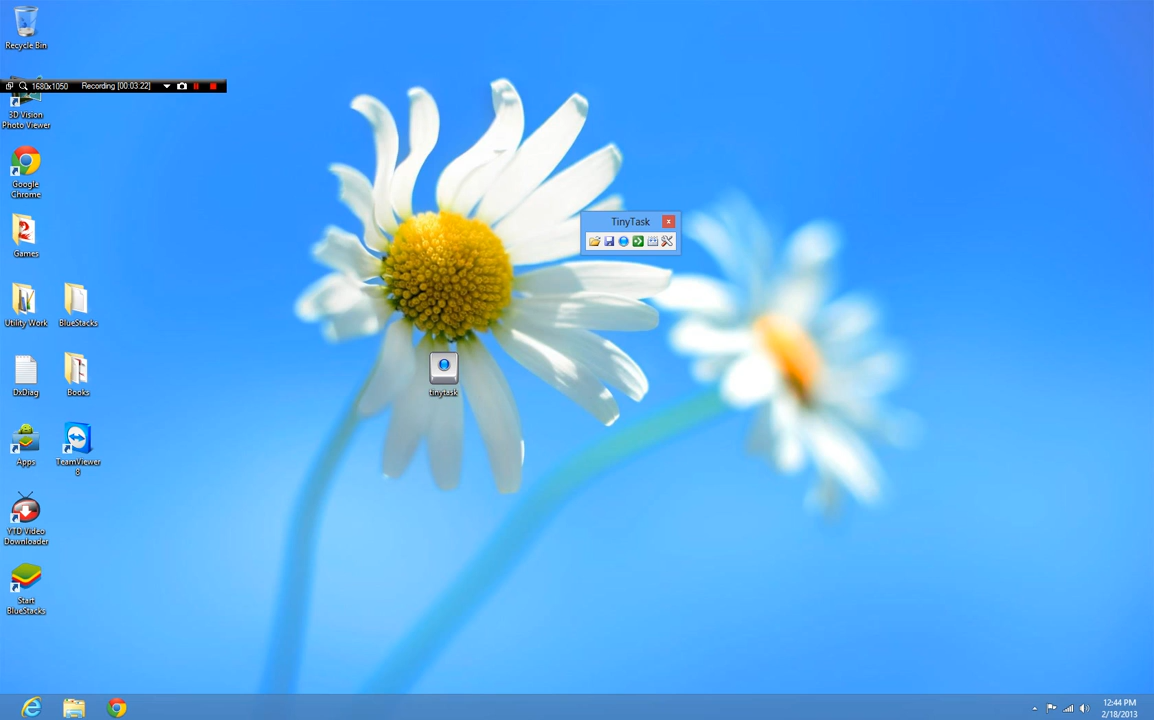 Recycle Bin
1680x1050 Recording [00:03:22]
3D Vision
Photo Viewer
Google
Chrome
Games
Utility Work
BlueStacks
DxDiag
Books
Apps
TeamViewer
8
YTD Video
Downloader
Start
BlueStacks
TinyTask
tinytask
12:44 PM
2/18/2013